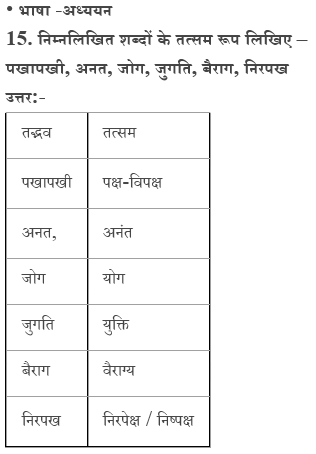 • भाषा -अध्ययन
15. निम्नलिखित शब्दों के तत्सम रूप लिखिए –
पखापखी, अनत, जोग, जुगति, बैराग, निरपख
उत्तर:-
तद्भव तत्सम
पखापखी पक्ष-विपक्ष
अनत, अनंत
जोग योग
जुगति युक्ति
बैराग वैराग्य
निरपख निरपेक्ष / निष्पक्ष